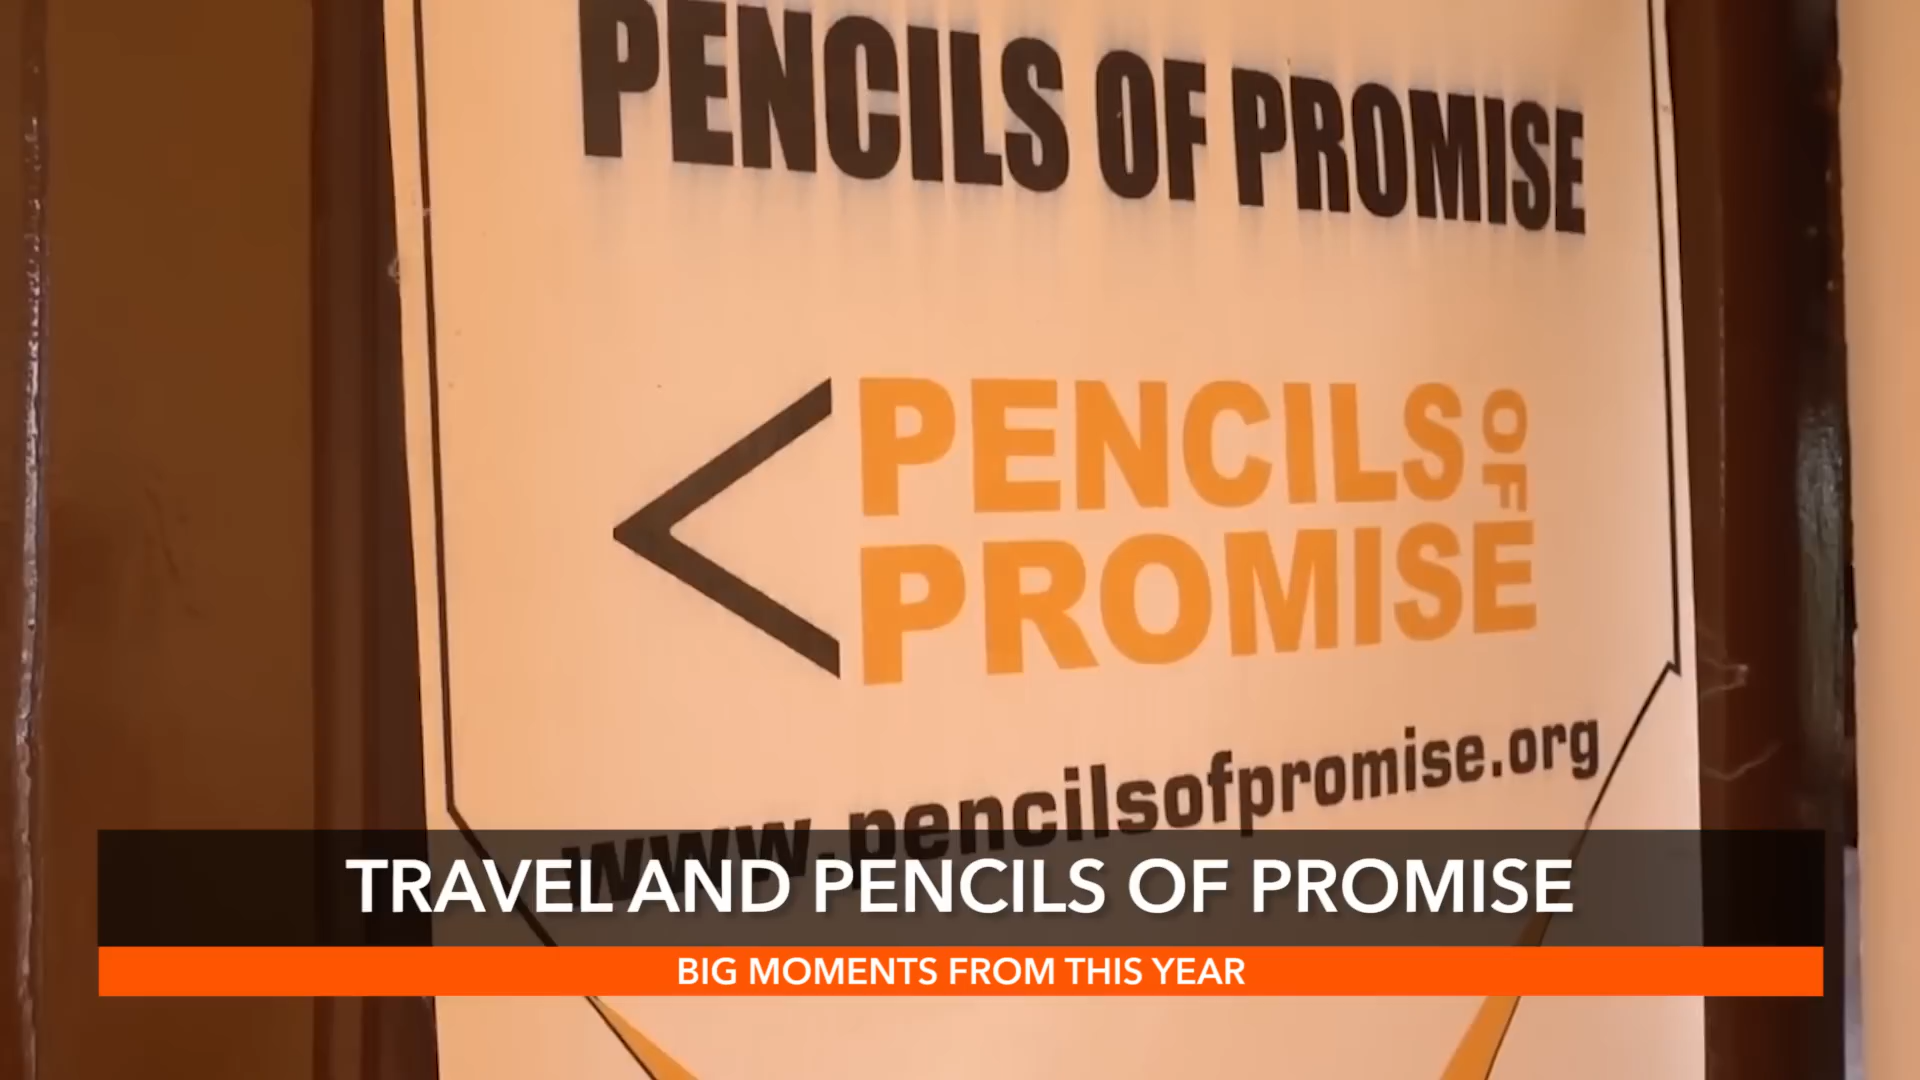 PENCILS OF PROMISE
PENCILS OF
PROMISE
www.pencilsofpromise.org
TRAVEL AND PENCILS OF PROMISE
BIG MOMENTS FROM THIS YEAR